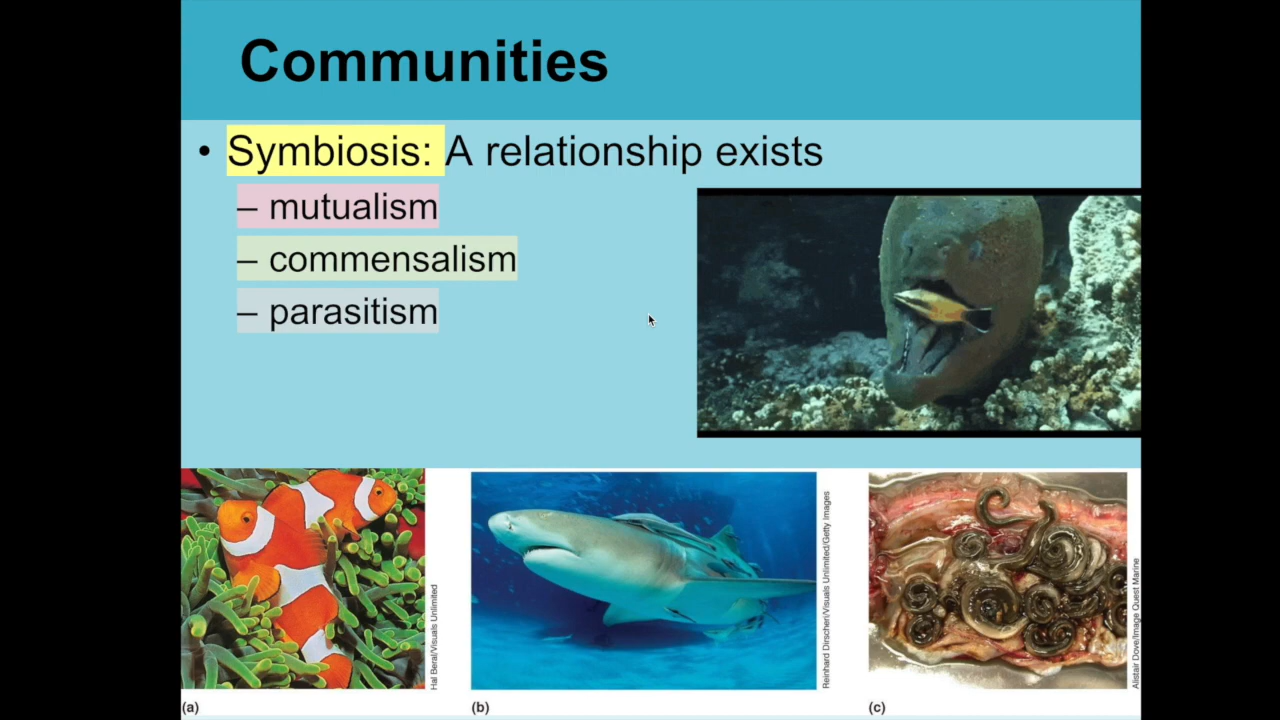 Communities
• Symbiosis: A relationship exists
– mutualism
– commensalism
– parasitism
Hal Beral/Visuals Unlimited
Reinhard Dirscherl/Visuals Unlimited/Getty Images
Alistair Dove/Image Quest Marine
(a)
(b)
(c)